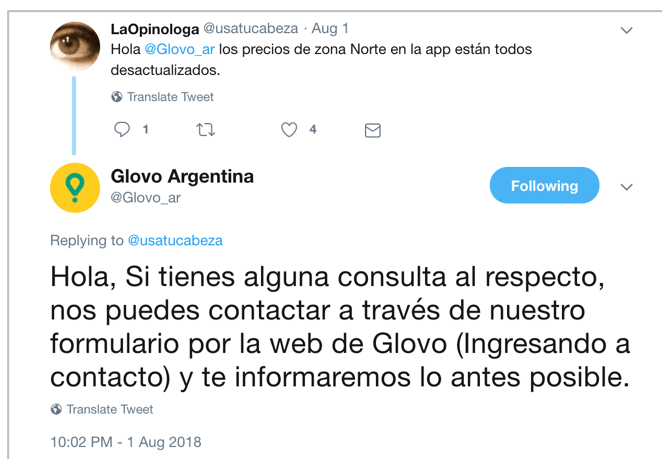 LaOpinologa @usatucabeza · Aug 1
Hola @Glovo_ar los precios de zona Norte en la app están todos
desactualizados.
Translate Tweet
1
4
Glovo Argentina
@Glovo_ar
Following
Replying to @usatucabeza
Hola, Si tienes alguna consulta al respecto,
nos puedes contactar a través de nuestro
formulario por la web de Glovo (Ingresando a
contacto) y te informaremos lo antes posible.
Translate Tweet
10:02 PM - 1 Aug 2018